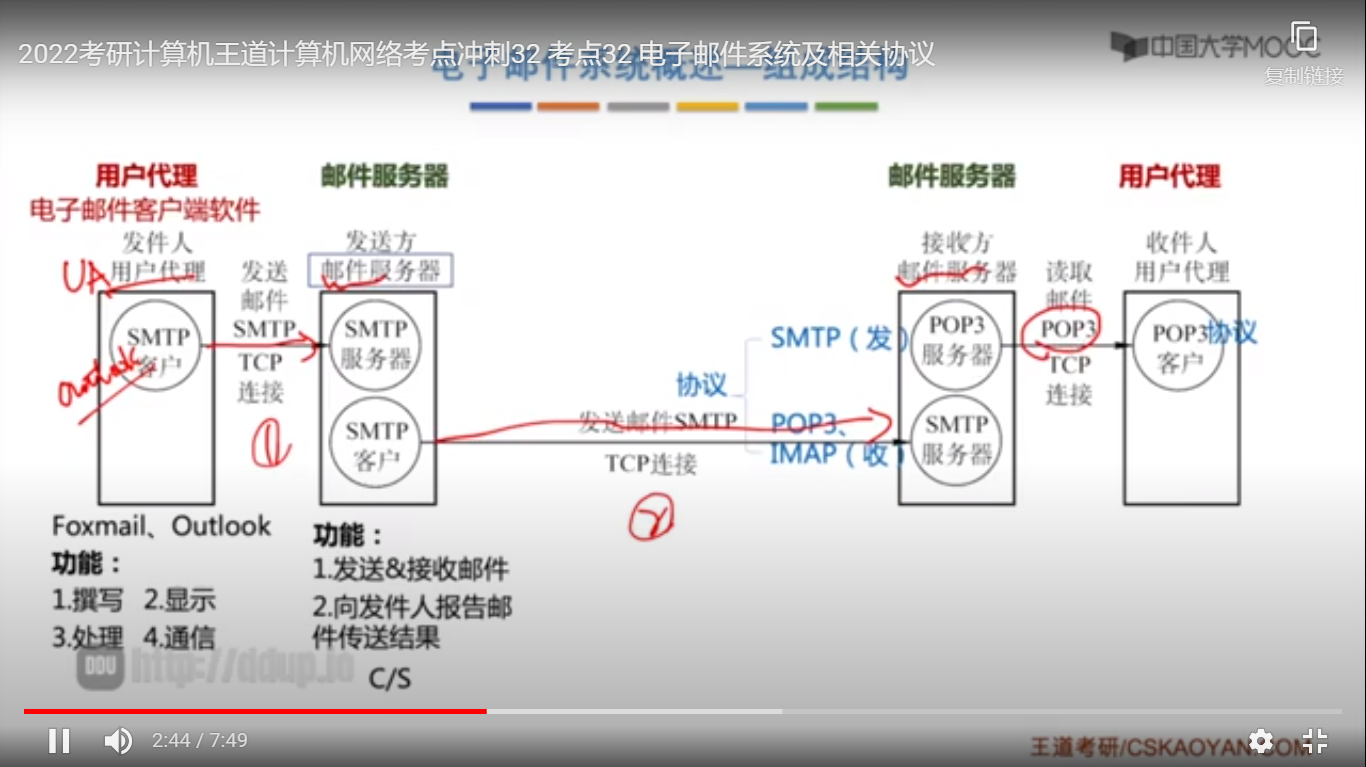 2022考研计算机王道计算机网络考点冲刺32 考点32 电子邮件系统及相关协议
电子邮件系统概述—组成结构
中国大学MOOC
复制链接
用户代理
邮件服务器
邮件服务器
用户代理
电子邮件客户端软件
发件人
用户代理
UA
发送
邮件
发送方
邮件服务器
接收方
邮件服务器
读取
邮件
收件人
用户代理
SMTP
客户
outlook
SMTP
TCP
连接
①
SMTP
服务器
SMTP
客户
协议
SMTP（发）
POP3、
IMAP（收）
发送邮件SMTP
TCP连接
②
POP3
服务器
SMTP
服务器
POP3
TCP
连接
POP3
客户
协议
Foxmail、Outlook
功能：
1.撰写 2.显示
3.处理 4.通信
功能：
1.发送&接收邮件
2.向发件人报告邮
件传送结果
C/S
DDU http://ddup.io
2:44 / 7:49
王道考研/CSKAOYAN.COM